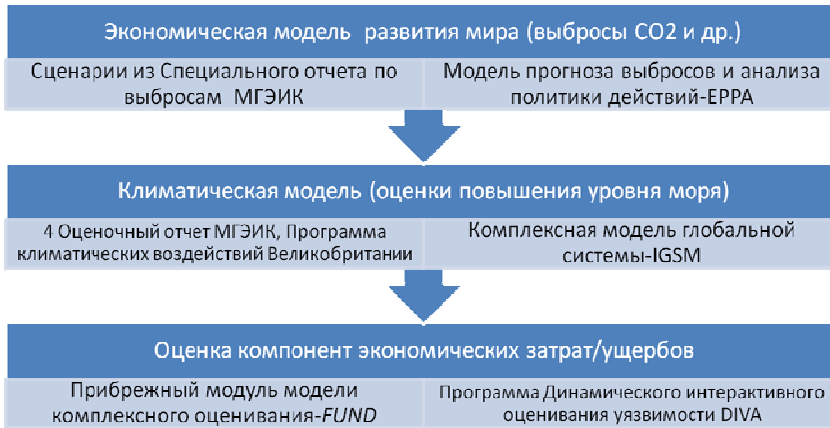 Экономическая модель развития мира (выбросы СО2 и др.)
Сценарии из Специального отчета по
выбросам МГЭИК
Модель прогноза выбросов и анализа
политики действий-EPPA
Климатическая модель (оценки повышения уровня моря)
4 Оценочный отчет МГЭИК, Программа
климатических воздействий Великобритании
Комплексная модель глобальной
системы-IGSM
Оценка компонент экономических затрат/ущербов
Прибрежный модуль модели
комплексного оценивания-FUND
Программа Динамического интерактивного
оценивания уязвимости DIVA